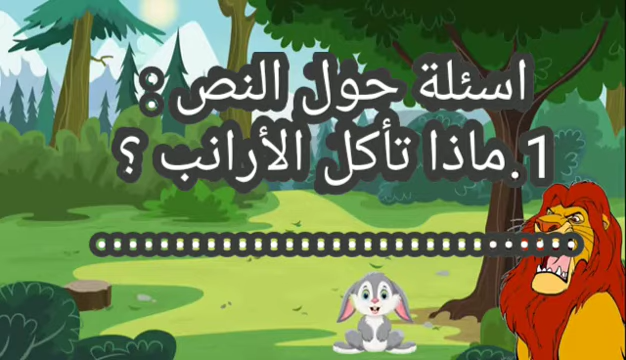 اسئلة حول النص :
1.ماذا تأكل الأرانب ؟
........................................